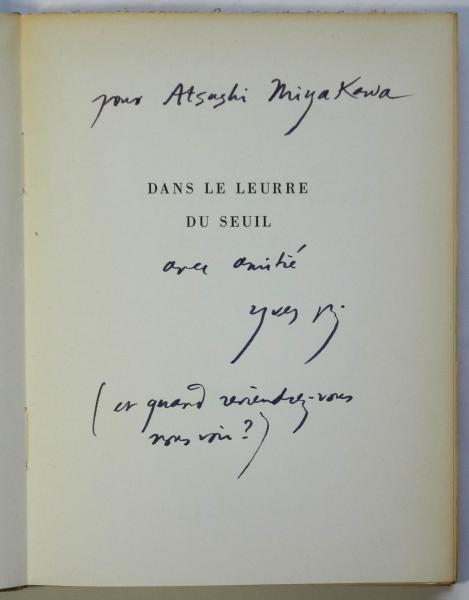 pour Atsushi Miyakawa
DANS LE LEURRE
DU SEUIL
avec amitié
Yves B.
(et quand reviendrez-vous
nous voir?)